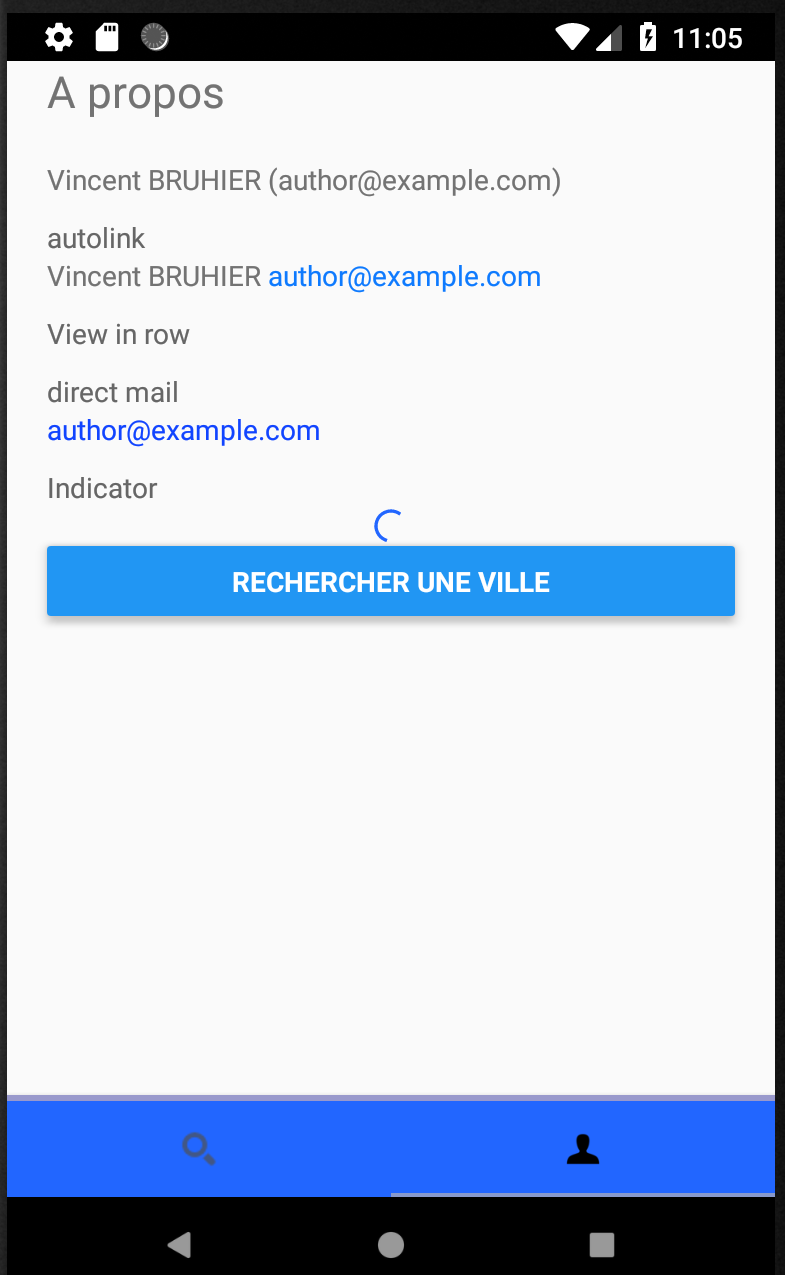 11:05
A propos
Vincent BRUHIER (author@example.com)
autolink
Vincent BRUHIER author@example.com
View in row
direct mail
author@example.com
Indicator
RECHERCHER UNE VILLE